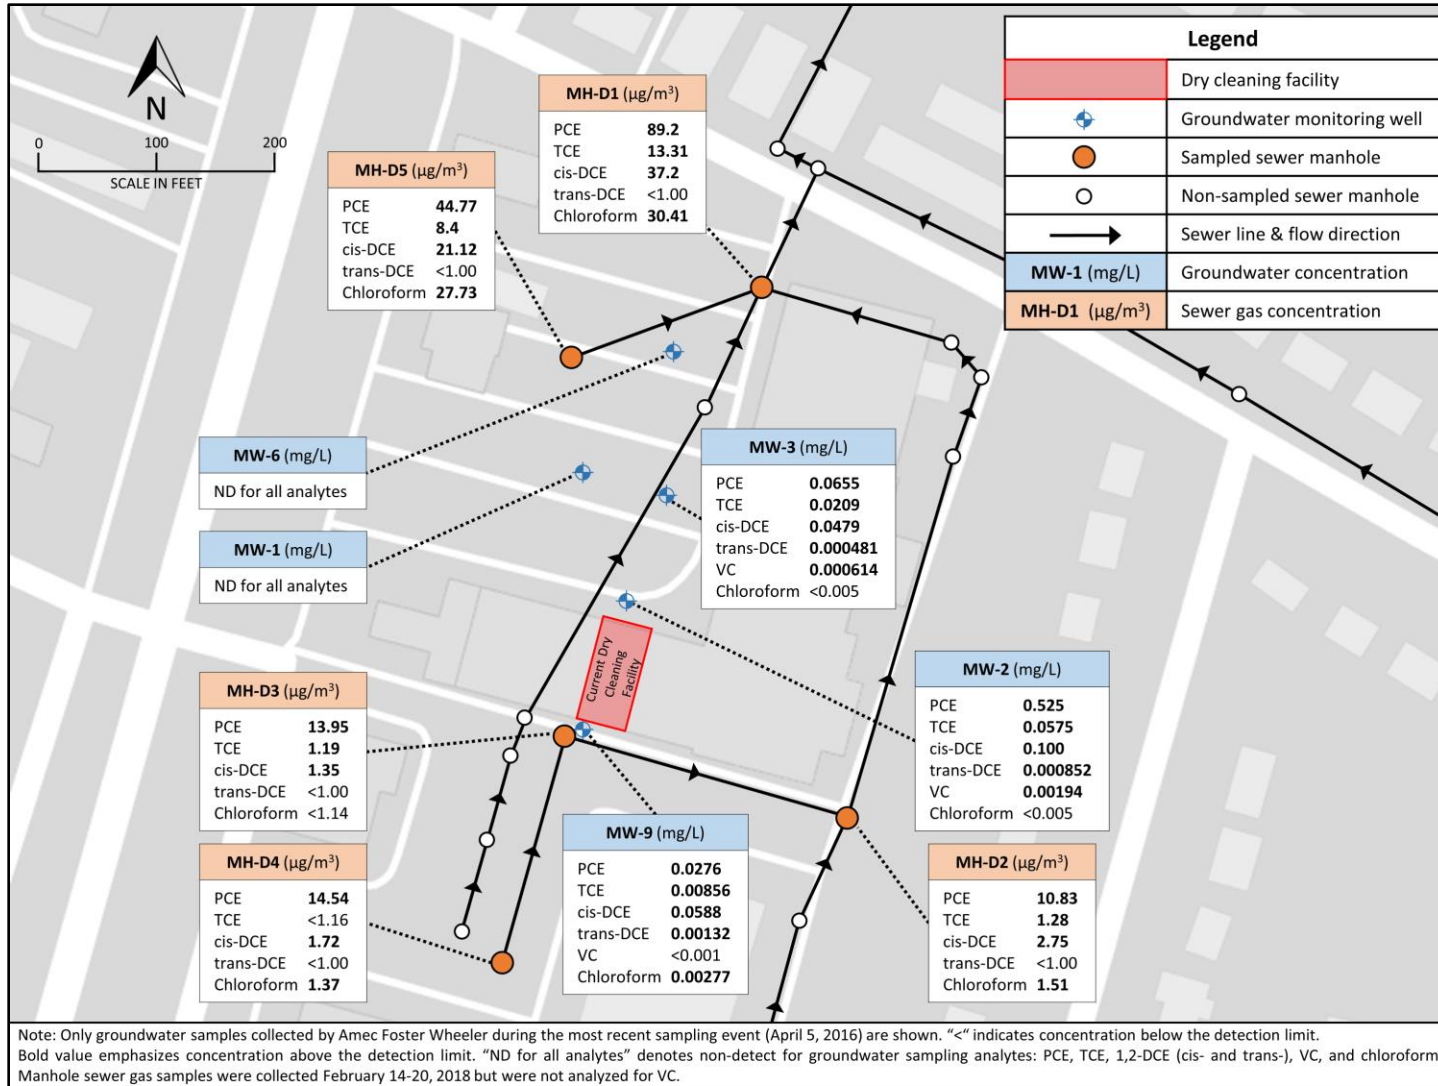 Legend
Dry cleaning facility
Groundwater monitoring well
Sampled sewer manhole
Non-sampled sewer manhole
Sewer line & flow direction
MW-1 (mg/L) Groundwater concentration
MH-D1 (µg/m³) Sewer gas concentration
N
0 100 200
SCALE IN FEET
MH-D1 (µg/m³)
PCE 89.2
TCE 13.31
cis-DCE 37.2
trans-DCE <1.00
Chloroform 30.41
MH-D5 (µg/m³)
PCE 44.77
TCE 8.4
cis-DCE 21.12
trans-DCE <1.00
Chloroform 27.73
MW-6 (mg/L)
ND for all analytes
MW-1 (mg/L)
ND for all analytes
MW-3 (mg/L)
PCE 0.0655
TCE 0.0209
cis-DCE 0.0479
trans-DCE 0.000481
VC 0.000614
Chloroform <0.005
Current Dry
Cleaning
Facility
MW-2 (mg/L)
PCE 0.525
TCE 0.0575
cis-DCE 0.100
trans-DCE 0.000852
VC 0.00194
Chloroform <0.005
MH-D3 (µg/m³)
PCE 13.95
TCE 1.19
cis-DCE 1.35
trans-DCE <1.00
Chloroform <1.14
MH-D4 (µg/m³)
PCE 14.54
TCE <1.16
cis-DCE 1.72
trans-DCE <1.00
Chloroform 1.37
MW-9 (mg/L)
PCE 0.0276
TCE 0.00856
cis-DCE 0.0588
trans-DCE 0.00132
VC <0.001
Chloroform 0.00277
MH-D2 (µg/m³)
PCE 10.83
TCE 1.28
cis-DCE 2.75
trans-DCE <1.00
Chloroform 1.51
Note: Only groundwater samples collected by Amec Foster Wheeler during the most recent sampling event (April 5, 2016) are shown. “<“ indicates concentration below the detection limit.
Bold value emphasizes concentration above the detection limit. “ND for all analytes” denotes non-detect for groundwater sampling analytes: PCE, TCE, 1,2-DCE (cis- and trans-), VC, and chloroform
Manhole sewer gas samples were collected February 14-20, 2018 but were not analyzed for VC.